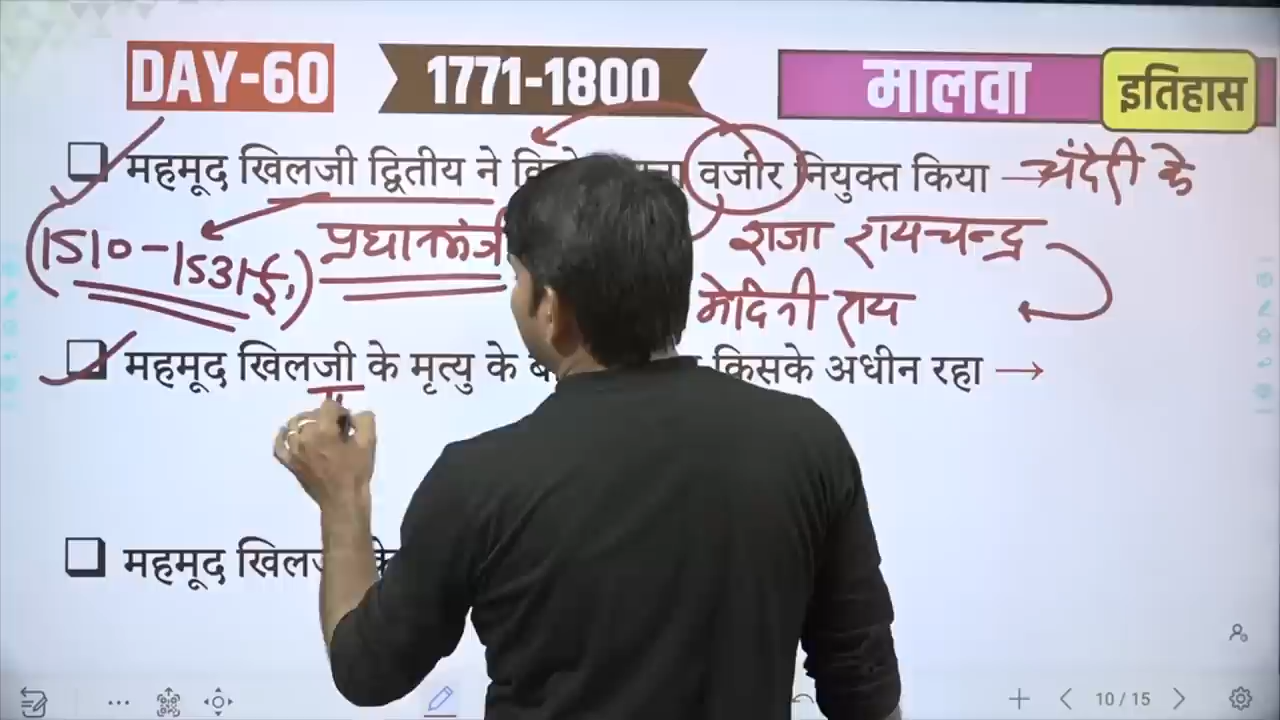 DAY-60 1771-1800 मालवा इतिहास
महमूद खिलजी द्वितीय ने वजीर नियुक्त किया → चंदेरी के
(1510-1531ई.) राजा रायचन्द्र
मेदिनी राय
महमूद खिलजी के मृत्यु के किसके अधीन रहा →
महमूद
10 / 15